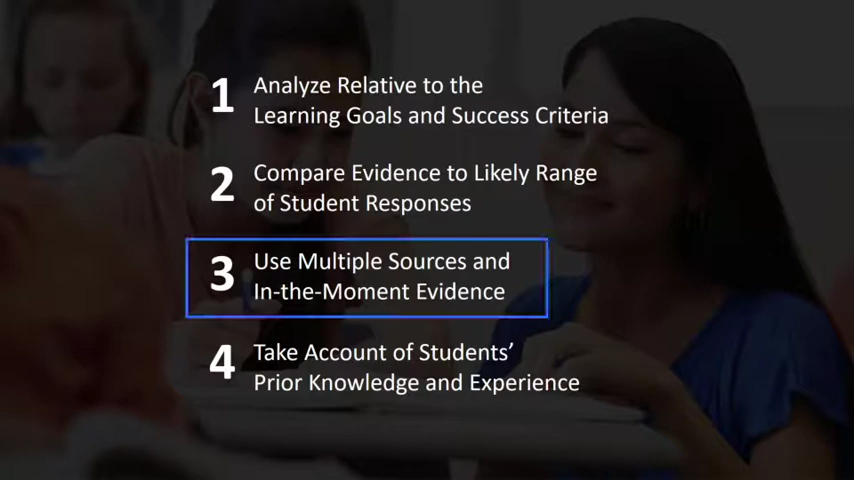 1 Analyze Relative to the
Learning Goals and Success Criteria
2 Compare Evidence to Likely Range
of Student Responses
3 Use Multiple Sources and
In-the-Moment Evidence
4 Take Account of Students’
Prior Knowledge and Experience